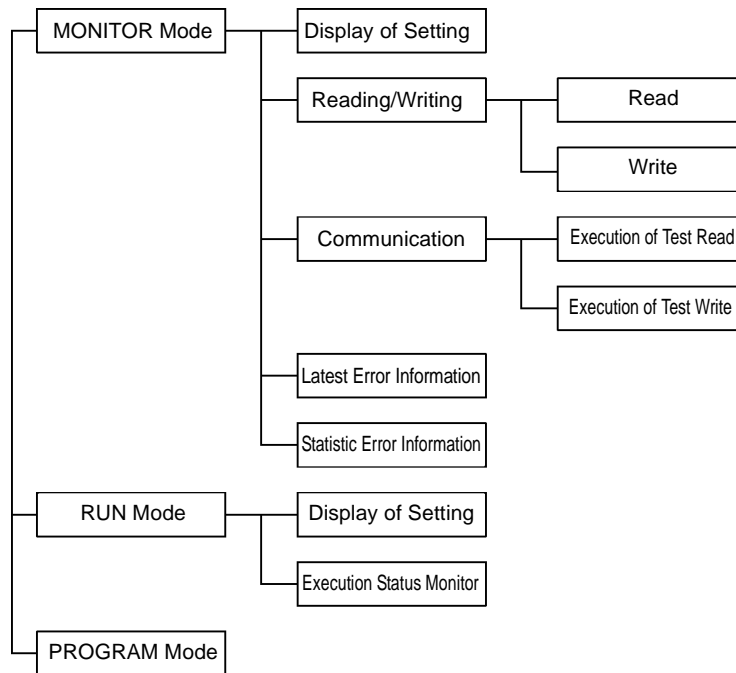 MONITOR Mode
Display of Setting
Reading/Writing
Read
Write
Communication
Execution of Test Read
Execution of Test Write
Latest Error Information
Statistic Error Information
RUN Mode
Display of Setting
Execution Status Monitor
PROGRAM Mode